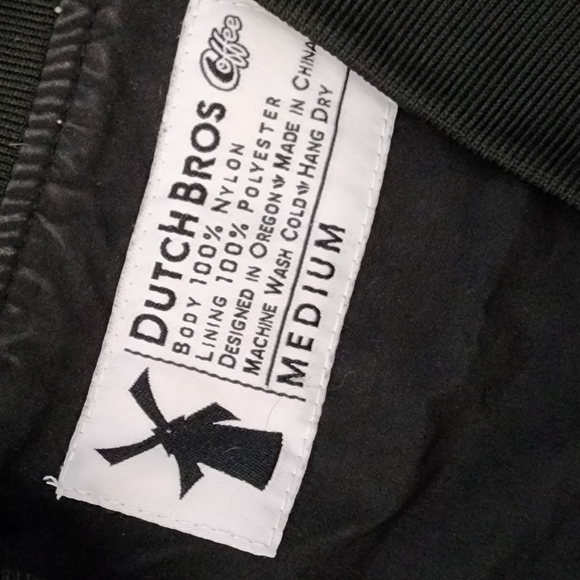 DUTCH BROS Coffee
BODY 100% NYLON
LINING 100% POLYESTER
DESIGNED IN OREGON MADE IN CHINA
MACHINE WASH COLD HANG DRY
MEDIUM